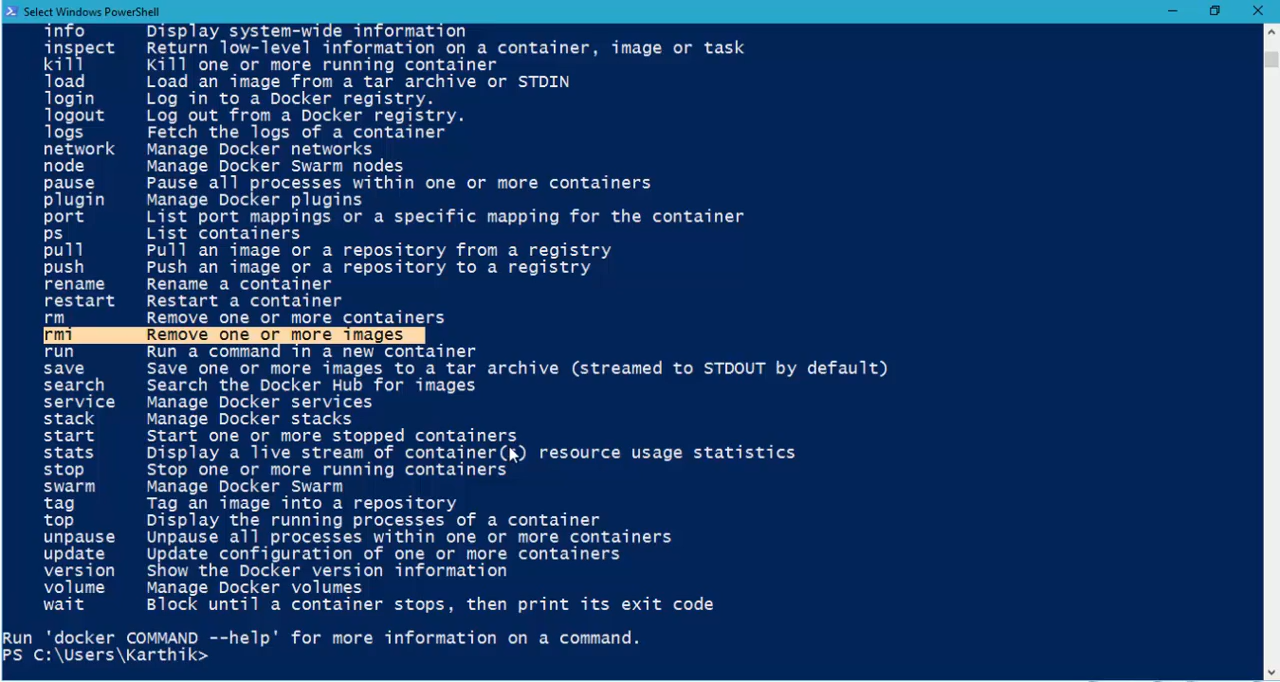 Select Windows PowerShell
info Display system-wide information
inspect Return low-level information on a container, image or task
kill Kill one or more running container
load Load an image from a tar archive or STDIN
login Log in to a Docker registry.
logout Log out from a Docker registry.
logs Fetch the logs of a container
network Manage Docker networks
node Manage Docker Swarm nodes
pause Pause all processes within one or more containers
plugin Manage Docker plugins
port List port mappings or a specific mapping for the container
ps List containers
pull Pull an image or a repository from a registry
push Push an image or a repository to a registry
rename Rename a container
restart Restart a container
rm Remove one or more containers
rmi Remove one or more images
run Run a command in a new container
save Save one or more images to a tar archive (streamed to STDOUT by default)
search Search the Docker Hub for images
service Manage Docker services
stack Manage Docker stacks
start Start one or more stopped containers
stats Display a live stream of container(s) resource usage statistics
stop Stop one or more running containers
swarm Manage Docker Swarm
tag Tag an image into a repository
top Display the running processes of a container
unpause Unpause all processes within one or more containers
update Update configuration of one or more containers
version Show the Docker version information
volume Manage Docker volumes
wait Block until a container stops, then print its exit code
Run 'docker COMMAND --help' for more information on a command.
PS C:\Users\Karthik>